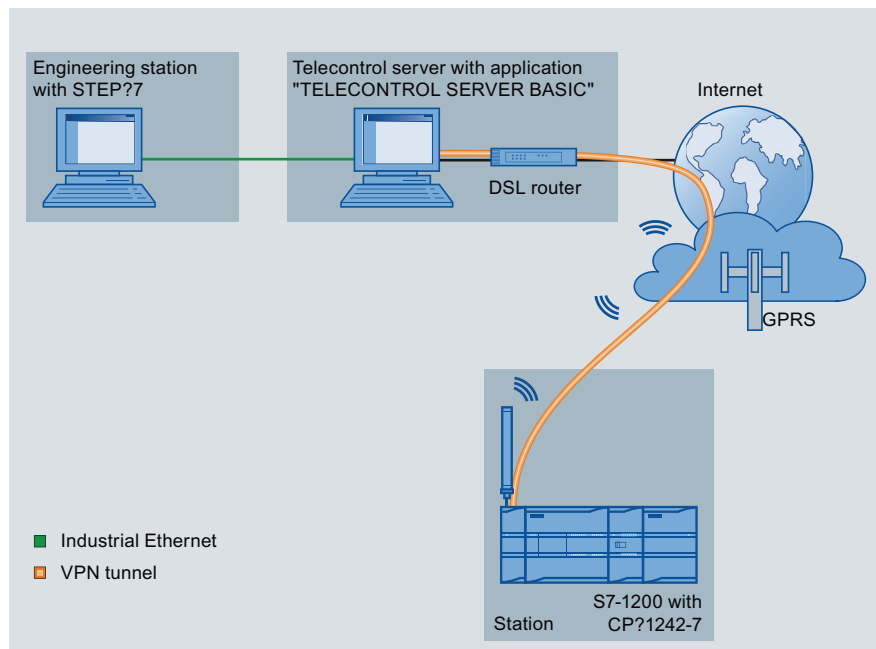 Engineering station
with STEP?7
Telecontrol server with application
"TELECONTROL SERVER BASIC"
Internet
DSL router
GPRS
Industrial Ethernet
VPN tunnel
Station
S7-1200 with
CP?1242-7